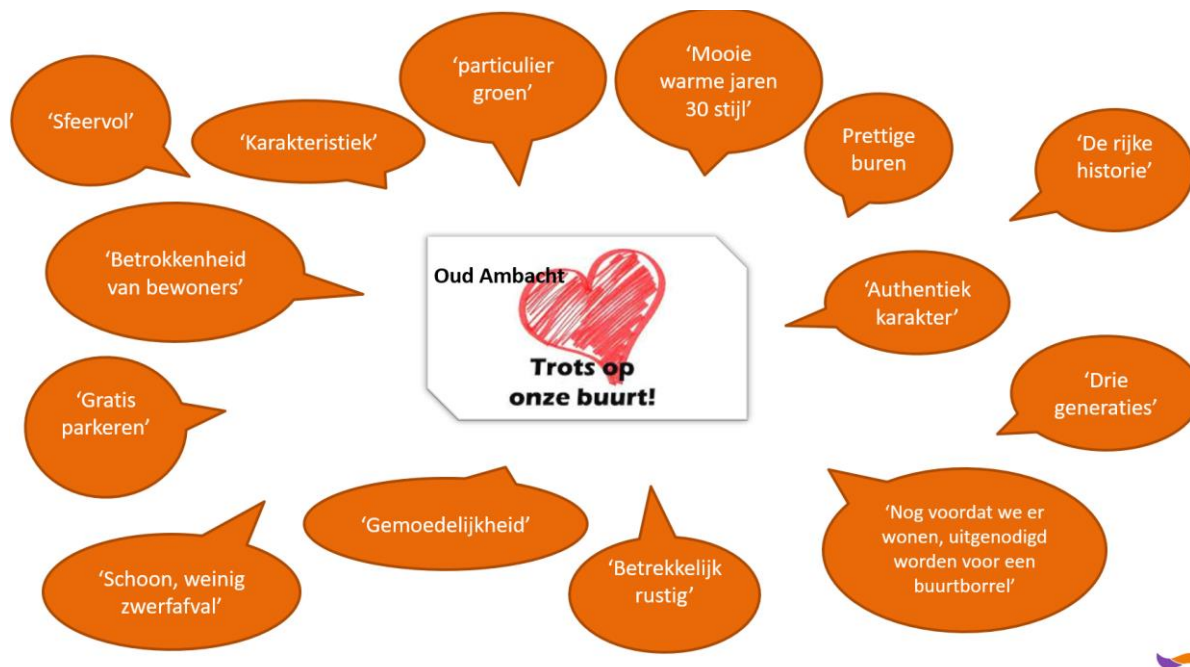 ‘Sfeervol’
‘Karakteristiek’
‘particulier
groen’
‘Mooie
warme jaren
30 stijl’
Prettige
buren
‘De rijke
historie’
‘Betrokkenheid
van bewoners’
Oud Ambacht
Trots op
onze buurt!
‘Authentiek
karakter’
‘Gratis
parkeren’
‘Drie
generaties’
‘Schoon, weinig
zwerfafval’
‘Gemoedelijkheid’
‘Betrekkelijk
rustig’
‘Nog voordat we er
wonen, uitgenodigd
worden voor een
buurtborrel’